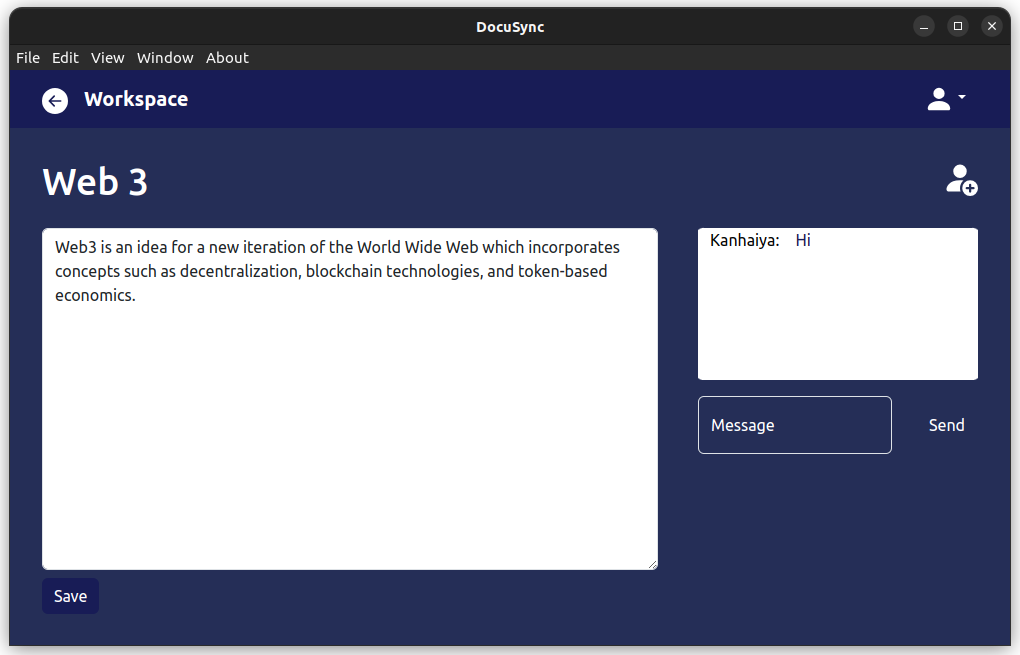 DocuSync
File Edit View Window About
Workspace
Web 3
Web3 is an idea for a new iteration of the World Wide Web which incorporates
concepts such as decentralization, blockchain technologies, and token-based
economics.
Kanhaiya: Hi
Message
Send
Save